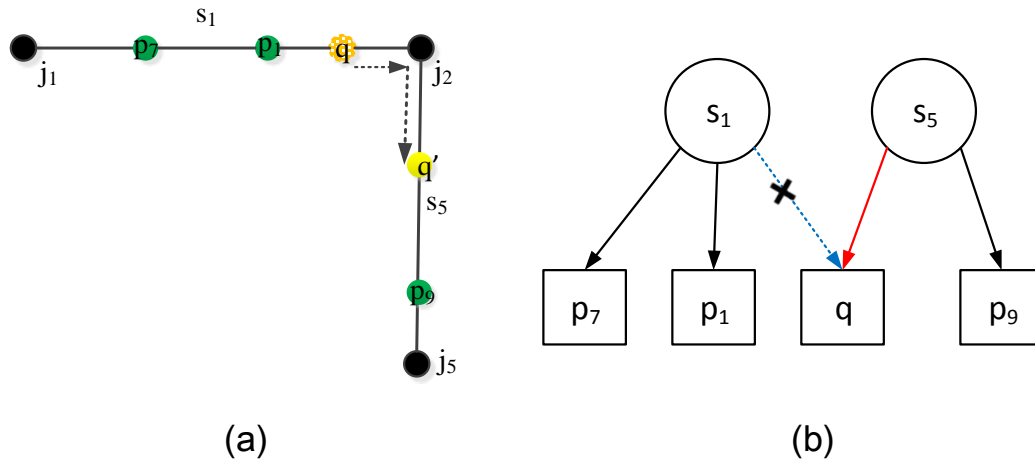 s₁
p₇ p₁ q
j₁ j₂
q'
s₅
p₉
j₅
(a)
s₁ s₅
p₇ p₁ q p₉
(b)